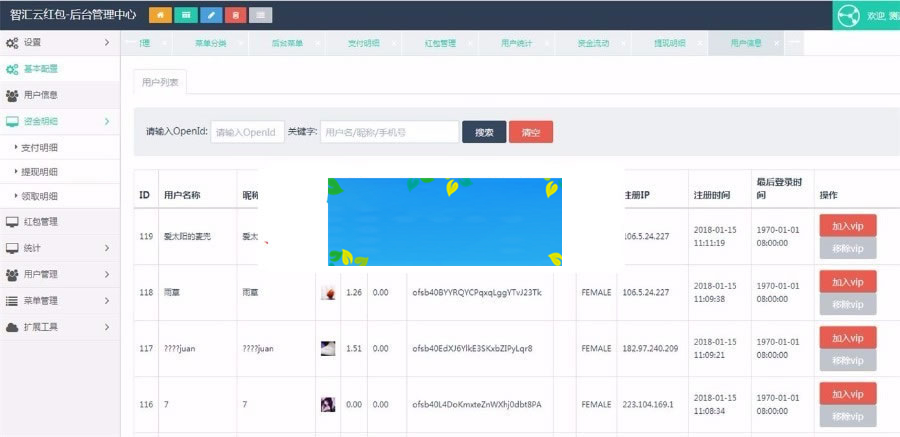 智汇云红包-后台管理中心
欢迎, 测
设置
基本配置
用户信息
资金明细
支付明细
提现明细
领取明细
红包管理
统计
用户管理
菜单管理
扩展工具
管理 菜单分类 后台菜单 支付明细 红包管理 用户统计 资金流动 提现明细 用户信息
用户列表
请输入OpenId: 请输入OpenId 关键字: 用户名/昵称/手机号 搜索 清空
ID 用户名称 昵称 注册IP 注册时间 最后登录时间 操作
119 爱太阳的麦兜 爱太 106.5.24.227 2018-01-15 11:11:19 1970-01-01 08:00:00 加入vip 移除vip
118 雨墓 雨墓 1.26 0.00 ofsb40BYYRQYCPqxqLggYTvJ23Tk FEMALE 106.5.24.227 2018-01-15 11:09:38 1970-01-01 08:00:00 加入vip 移除vip
117 ????juan ????juan 1.51 0.00 ofsb40EdXJ6YlkE3SKxbZIPyLqr8 FEMALE 182.97.240.209 2018-01-15 11:09:21 1970-01-01 08:00:00 加入vip 移除vip
116 7 7 0.00 0.00 ofsb40L4DoKmxteZnWXhj0dbt8PA FEMALE 223.104.169.1 2018-01-15 11:08:34 1970-01-01 08:00:00 加入vip 移除vip